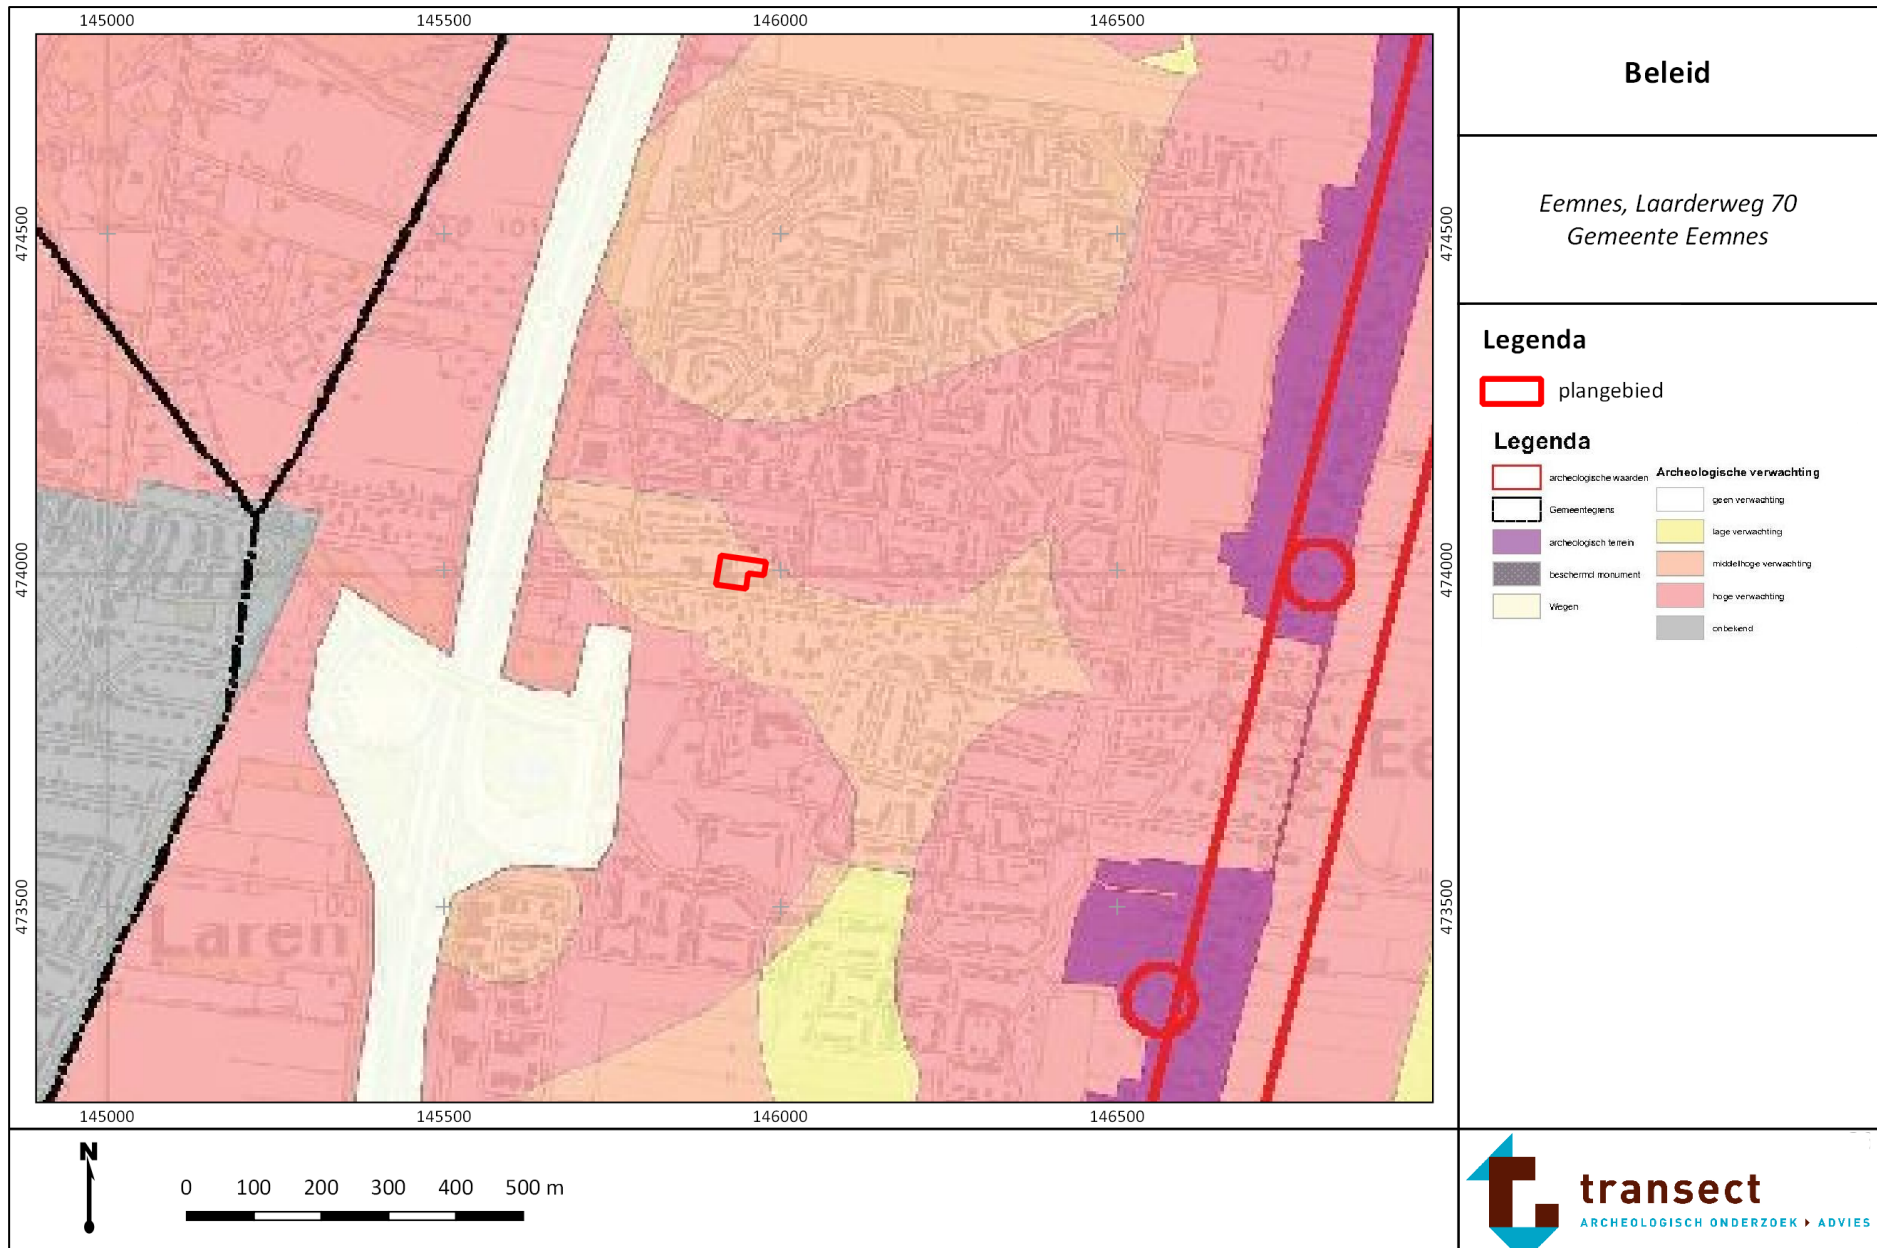 145000 145500 146000 146500
474500
474000
473500
474500
474000
473500
Laren
145000 145500 146000 146500
N
0 100 200 300 400 500 m
Beleid
Eemnes, Laarderweg 70
Gemeente Eemnes
Legenda
plangebied
Legenda
archeologische waarden
Gemeentegrens
archeologisch terrein
beschermd monument
Wegen
Archeologische verwachting
geen verwachting
lage verwachting
middelhoge verwachting
hoge verwachting
onbekend
transect
ARCHEOLOGISCH ONDERZOEK ▸ ADVIES